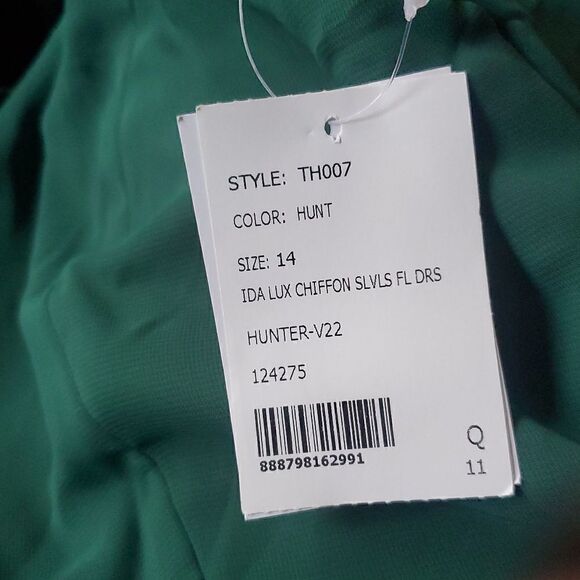 STYLE: TH007
COLOR: HUNT
SIZE: 14
IDA LUX CHIFFON SLVLS FL DRS
HUNTER-V22
124275
888798162991
Q
11